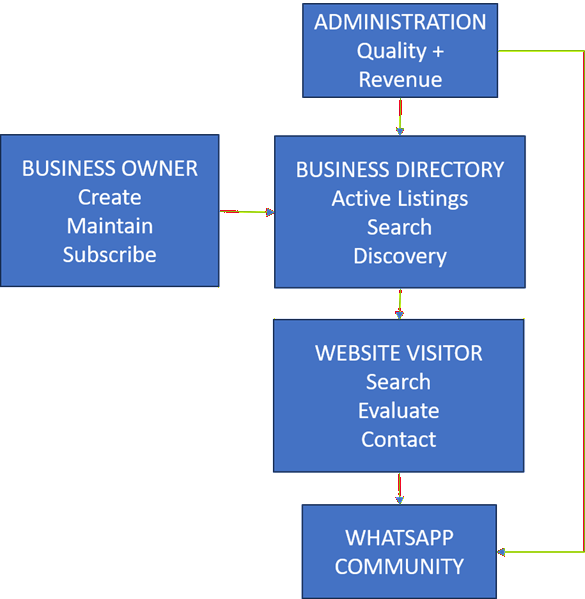 ADMINISTRATION
Quality +
Revenue
BUSINESS OWNER
Create
Maintain
Subscribe
BUSINESS DIRECTORY
Active Listings
Search
Discovery
WEBSITE VISITOR
Search
Evaluate
Contact
WHATSAPP
COMMUNITY